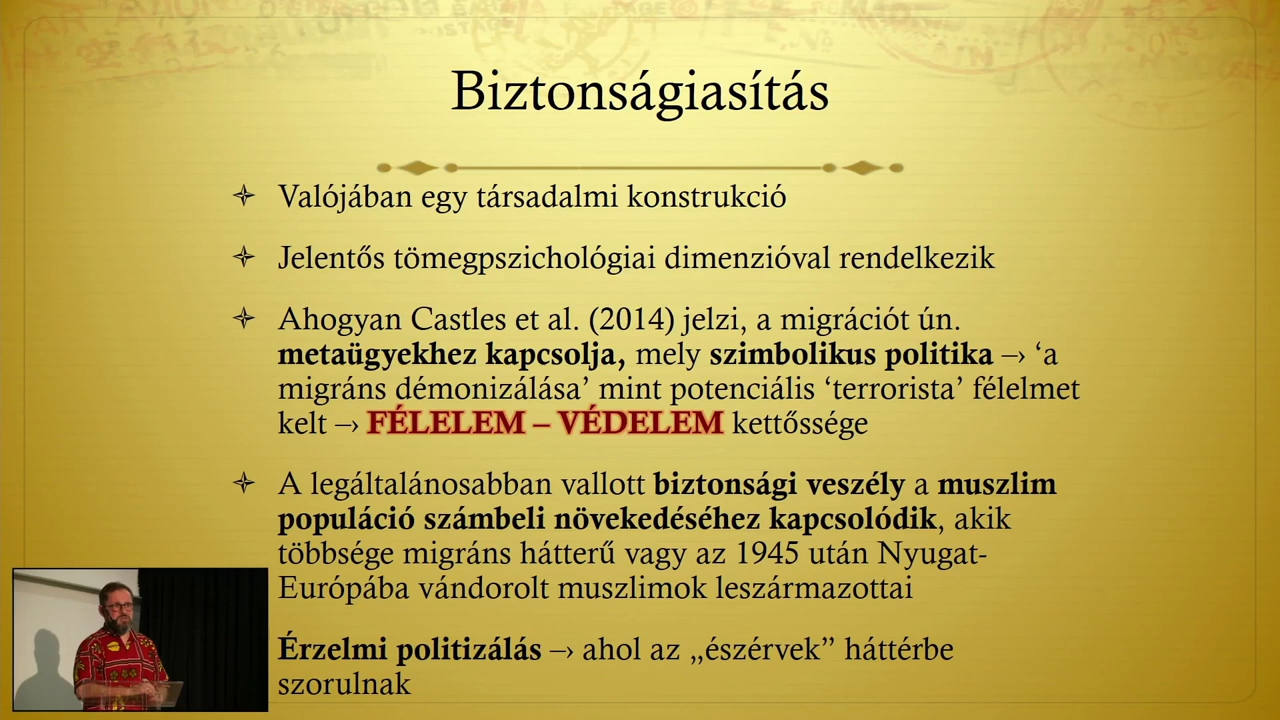 Biztonságiasítás
Valójában egy társadalmi konstrukció
Jelentős tömegpszichológiai dimenzióval rendelkezik
Ahogyan Castles et al. (2014) jelzi, a migrációt ún.
metaügyekhez kapcsolja, mely szimbolikus politika –› ‘a
migráns démonizálása’ mint potenciális ‘terrorista’ félelmet
kelt –› FÉLELEM – VÉDELEM kettőssége
A legáltalánosabban vallott biztonsági veszély a muszlim
populáció számbeli növekedéséhez kapcsolódik, akik
többsége migráns hátterű vagy az 1945 után Nyugat-
Európába vándorolt muszlimok leszármazottai
Érzelmi politizálás –› ahol az „észérvek” háttérbe
szorulnak